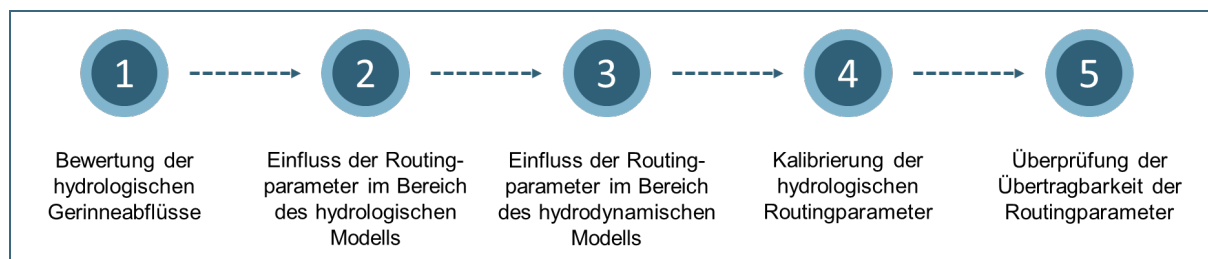 1
2
3
4
5
Bewertung der
hydrologischen
Gerinneabflüsse
Einfluss der Routing-
parameter im Bereich
des hydrologischen
Modells
Einfluss der Routing-
parameter im Bereich
des hydrodynamischen
Modells
Kalibrierung der
hydrologischen
Routingparameter
Überprüfung der
Übertragbarkeit der
Routingparameter